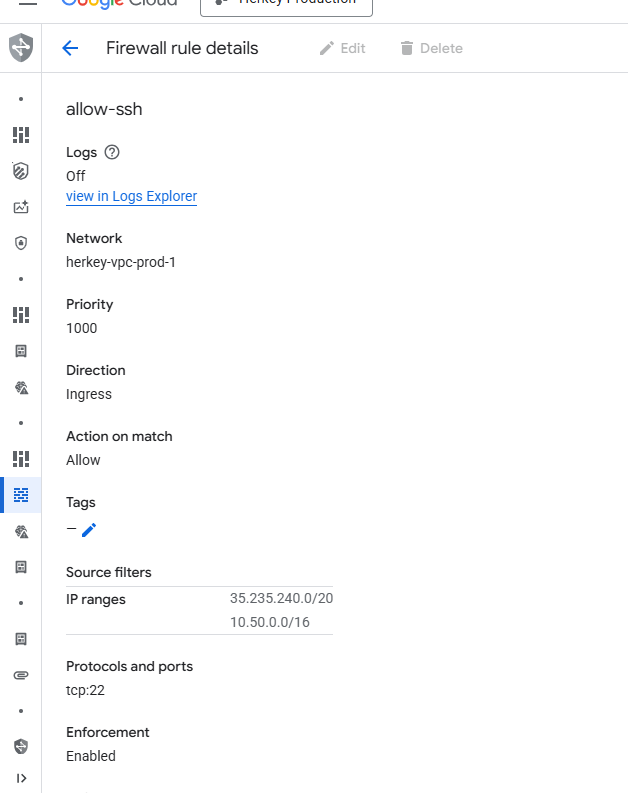 Google Cloud
Herkey Production
Firewall rule details
Edit
Delete
allow-ssh
Logs
Off
view in Logs Explorer
Network
herkey-vpc-prod-1
Priority
1000
Direction
Ingress
Action on match
Allow
Tags
—
Source filters
IP ranges 35.235.240.0/20
10.50.0.0/16
Protocols and ports
tcp:22
Enforcement
Enabled